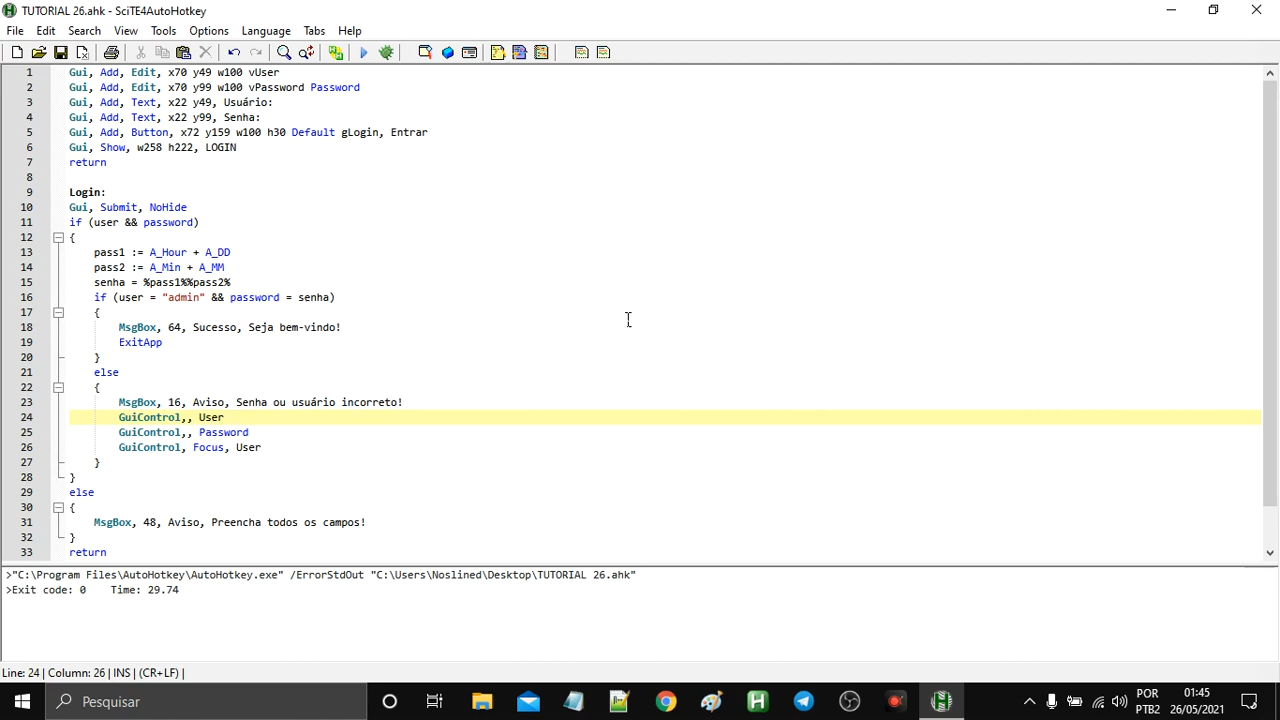 TUTORIAL 26.ahk - SciTE4AutoHotkey
File Edit Search View Tools Options Language Tabs Help
1 Gui, Add, Edit, x70 y49 w100 vUser
2 Gui, Add, Edit, x70 y99 w100 vPassword Password
3 Gui, Add, Text, x22 y49, Usuário:
4 Gui, Add, Text, x22 y99, Senha:
5 Gui, Add, Button, x72 y159 w100 h30 Default gLogin, Entrar
6 Gui, Show, w258 h222, LOGIN
7 return
8
9 Login:
10 Gui, Submit, NoHide
11 if (user && password)
12 {
13 pass1 := A_Hour + A_DD
14 pass2 := A_Min + A_MM
15 senha = %pass1%%pass2%
16 if (user = "admin" && password = senha)
17 {
18 MsgBox, 64, Sucesso, Seja bem-vindo!
19 ExitApp
20 }
21 else
22 {
23 MsgBox, 16, Aviso, Senha ou usuário incorreto!
24 GuiControl,, User
25 GuiControl,, Password
26 GuiControl, Focus, User
27 }
28 }
29 else
30 {
31 MsgBox, 48, Aviso, Preencha todos os campos!
32 }
33 return
>"C:\Program Files\AutoHotkey\AutoHotkey.exe" /ErrorStdOut "C:\Users\Noslined\Desktop\TUTORIAL 26.ahk"
>Exit code: 0 Time: 29.74
Line: 24 | Column: 26 | INS | (CR+LF) |
Pesquisar
POR
PTB2
01:45
26/05/2021